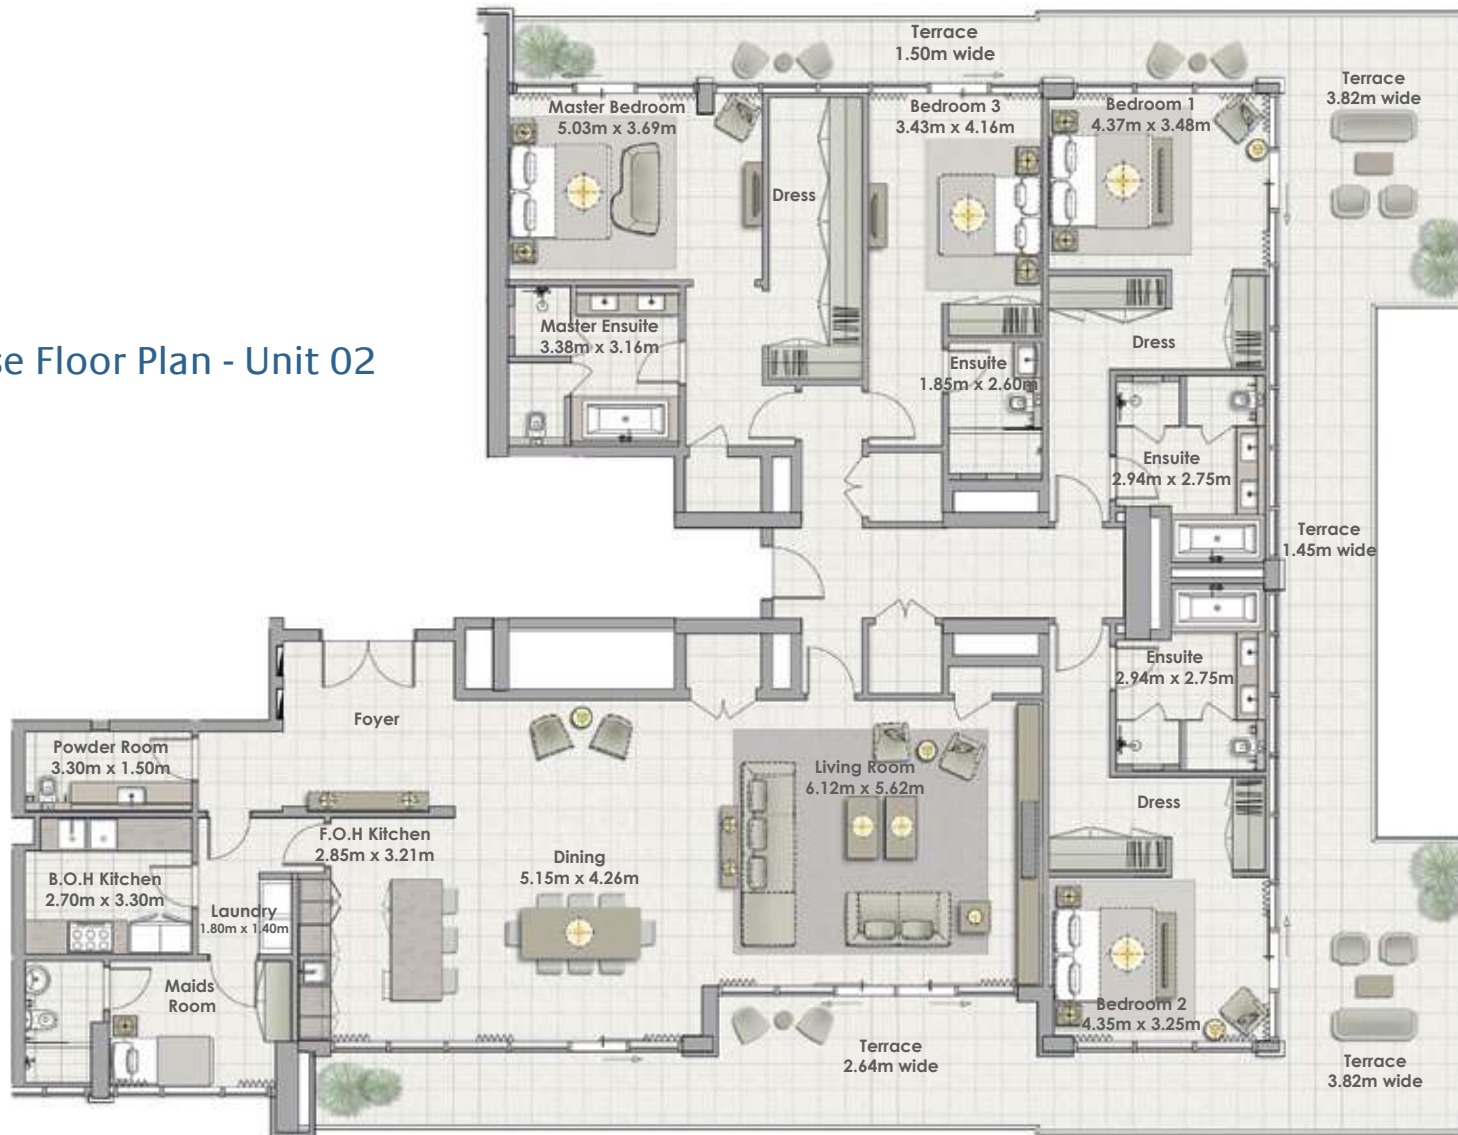 Terrace
1.50m wide
Terrace
3.82m wide
Master Bedroom
5.03m x 3.69m
Bedroom 3
3.43m x 4.16m
Bedroom 1
4.37m x 3.48m
Dress
Master Ensuite
3.38m x 3.16m
se Floor Plan - Unit 02
Dress
Ensuite
1.85m x 2.60m
Ensuite
2.94m x 2.75m
Terrace
1.45m wide
Ensuite
2.94m x 2.75m
Foyer
Powder Room
3.30m x 1.50m
Living Room
6.12m x 5.62m
Dress
F.O.H Kitchen
2.85m x 3.21m
Dining
5.15m x 4.26m
B.O.H Kitchen
2.70m x 3.30m
Laundry
1.80m x 1.40m
Maids
Room
Bedroom 2
4.35m x 3.25m
Terrace
2.64m wide
Terrace
3.82m wide